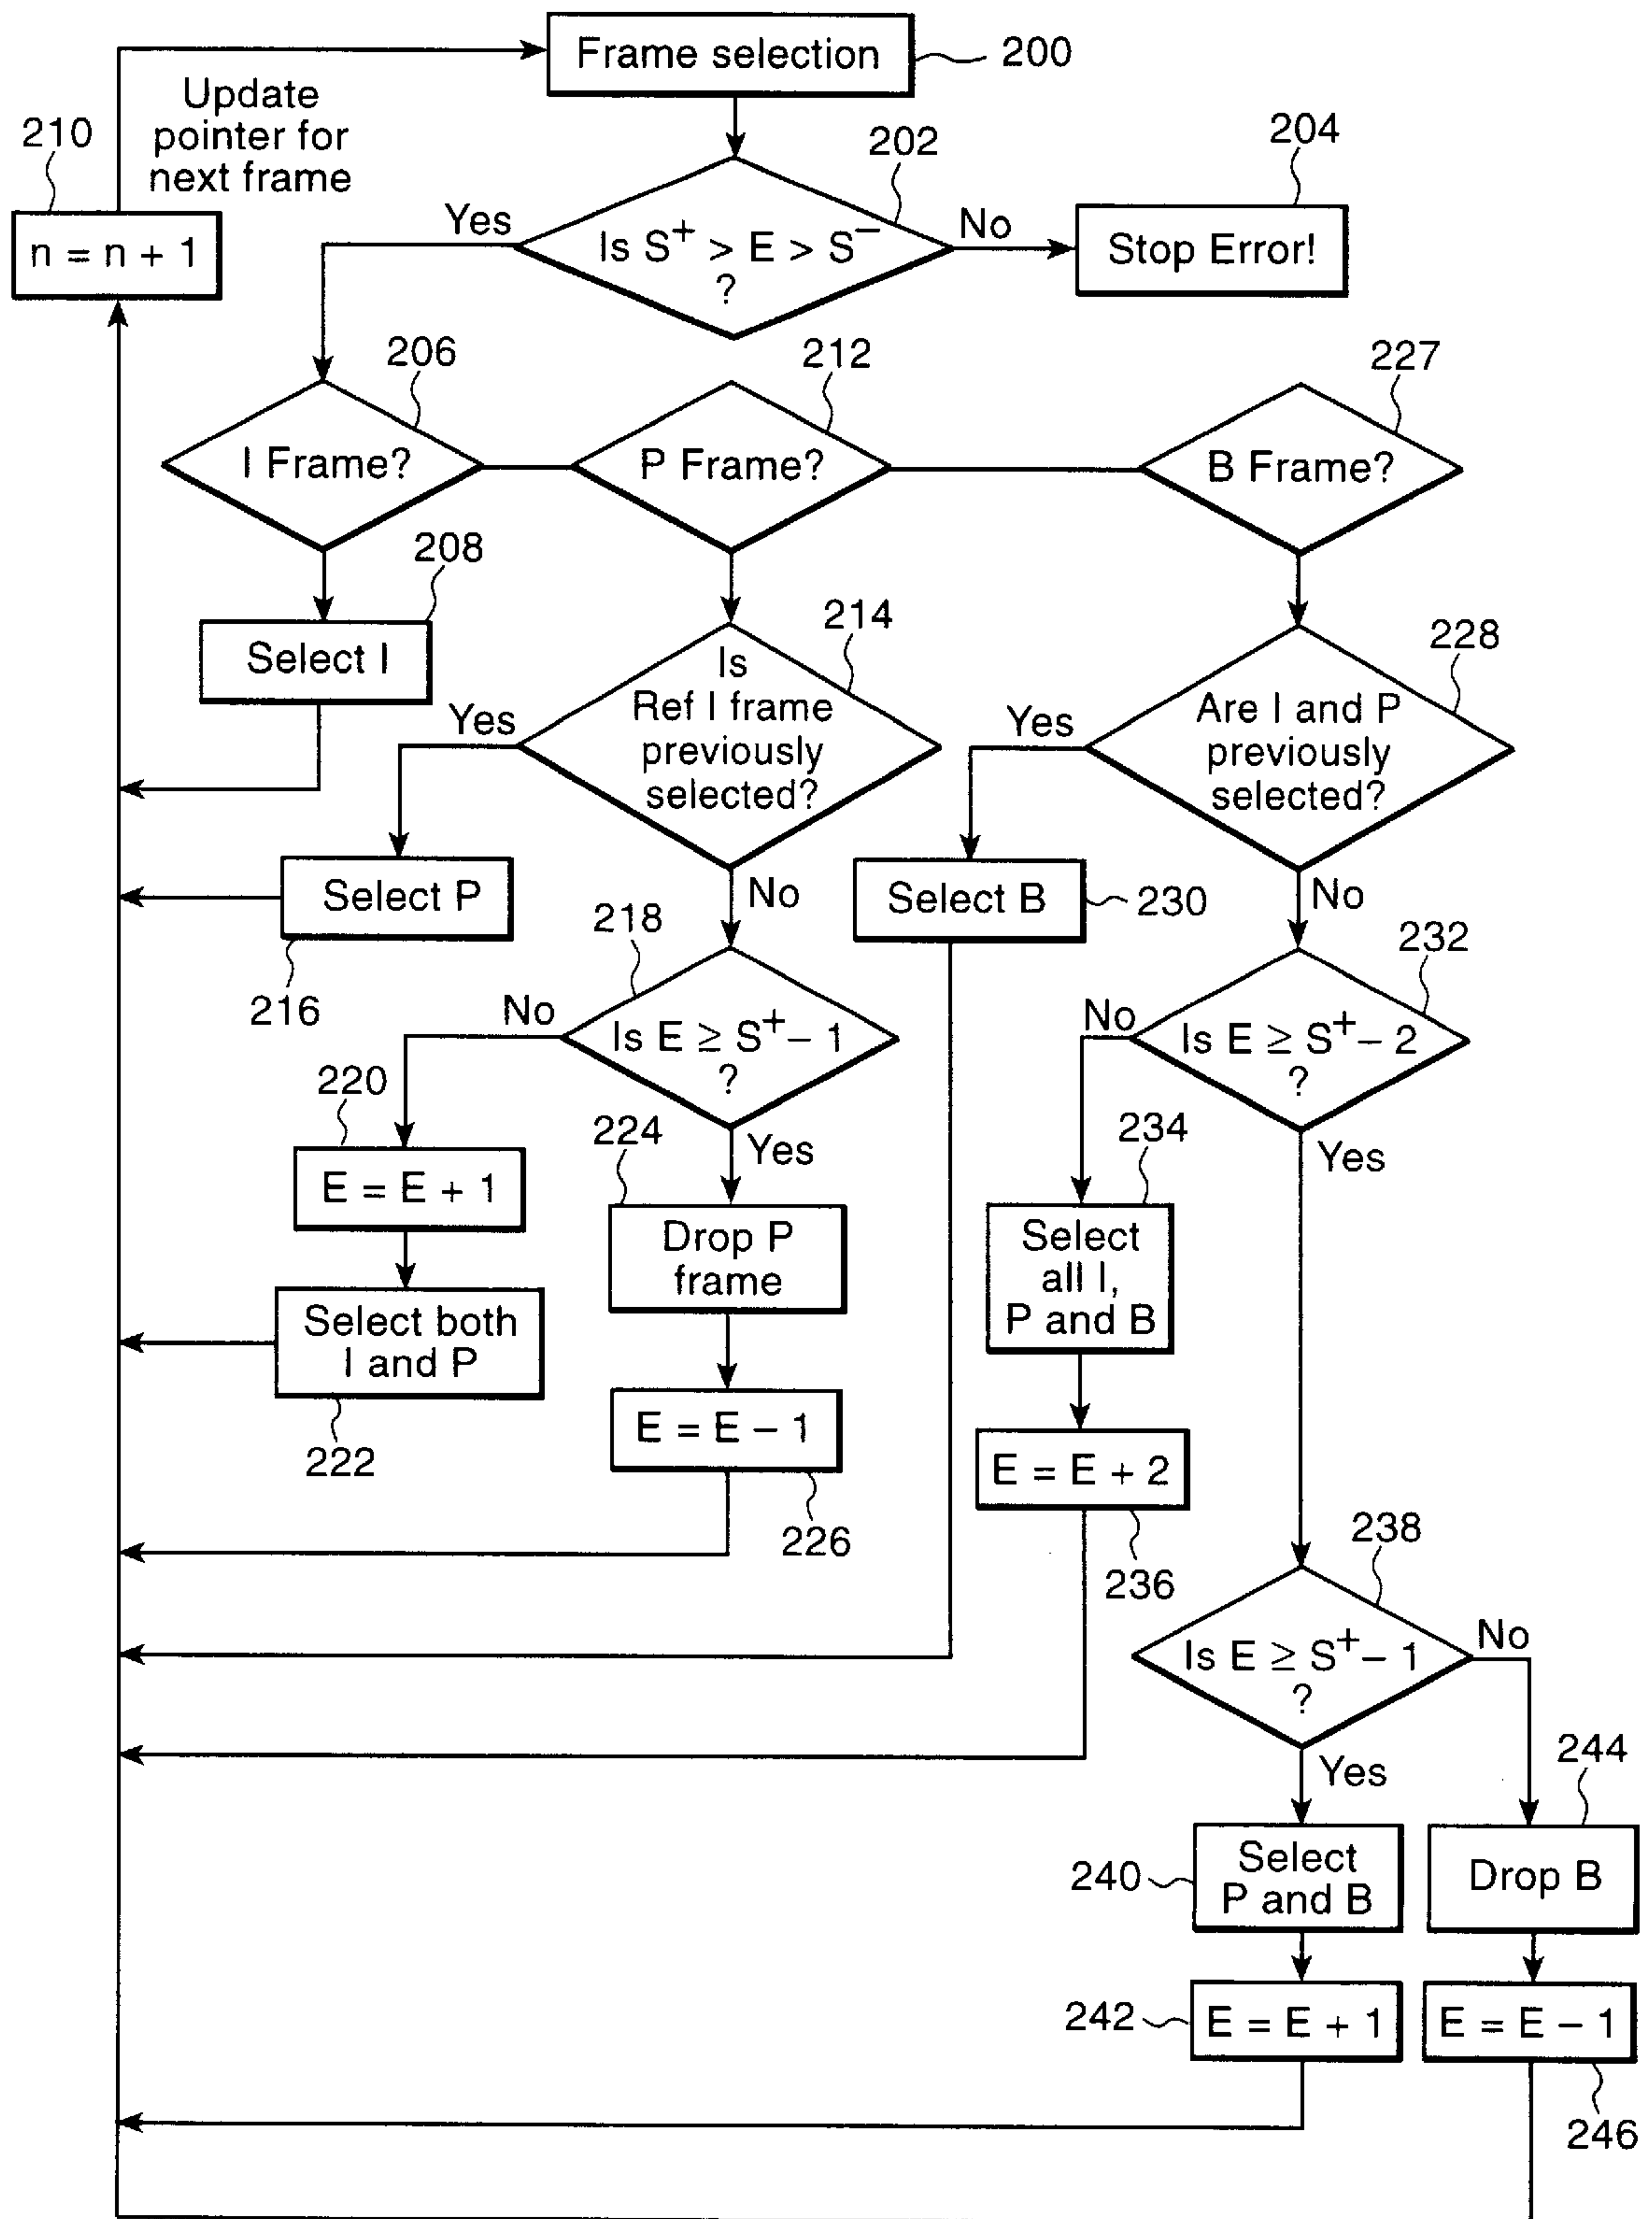 Frame selection
200
Update
pointer for
next frame
210
n = n + 1
202
204
Yes
Is S⁺ > E > S⁻
?
No
Stop Error!
206
212
227
I Frame?
P Frame?
B Frame?
208
Select I
214
Is
Ref I frame
previously
selected?
Yes
228
Are I and P
previously
selected?
Yes
Select P
216
No
Select B
230
No
218
No
Is E ≥ S⁺– 1
?
232
No
Is E ≥ S⁺– 2
?
220
E = E + 1
224
Yes
234
Yes
Drop P
frame
Select
all I,
P and B
Select both
I and P
222
E = E – 1
226
E = E + 2
236
238
Is E ≥ S⁺– 1
?
No
Yes
244
240
Select
P and B
Drop B
242
E = E + 1
E = E – 1
246